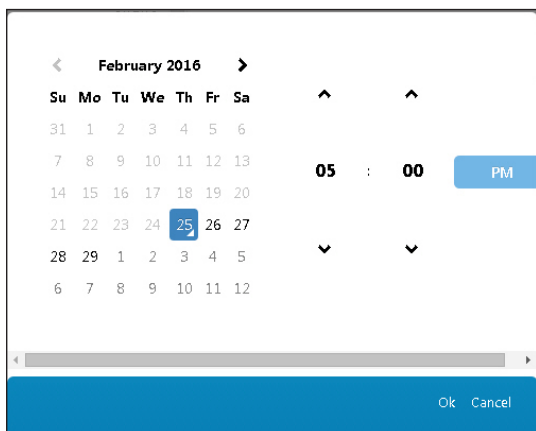 February 2016
Su Mo Tu We Th Fr Sa
31 1 2 3 4 5 6
7 8 9 10 11 12 13
14 15 16 17 18 19 20
21 22 23 24 25 26 27
28 29 1 2 3 4 5
6 7 8 9 10 11 12
05 : 00 PM
Ok Cancel